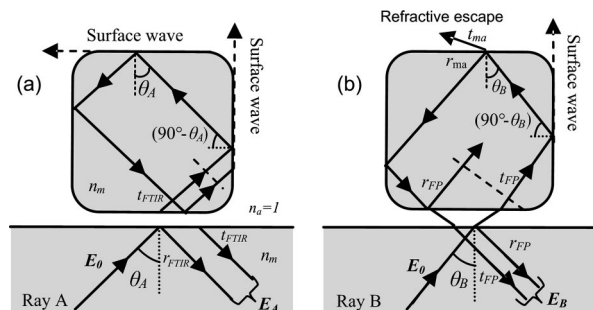 (a)
Surface wave
Surface wave
θA
(90°-θA)
nm
tFTIR
na=1
tFTIR
nm
E0
rFTIR
θA
EA
Ray A
(b)
Refractive escape
tma
rma
Surface wave
θB
(90°-θB)
rFP
tFP
E0
rFP
θB
tFP
EB
Ray B